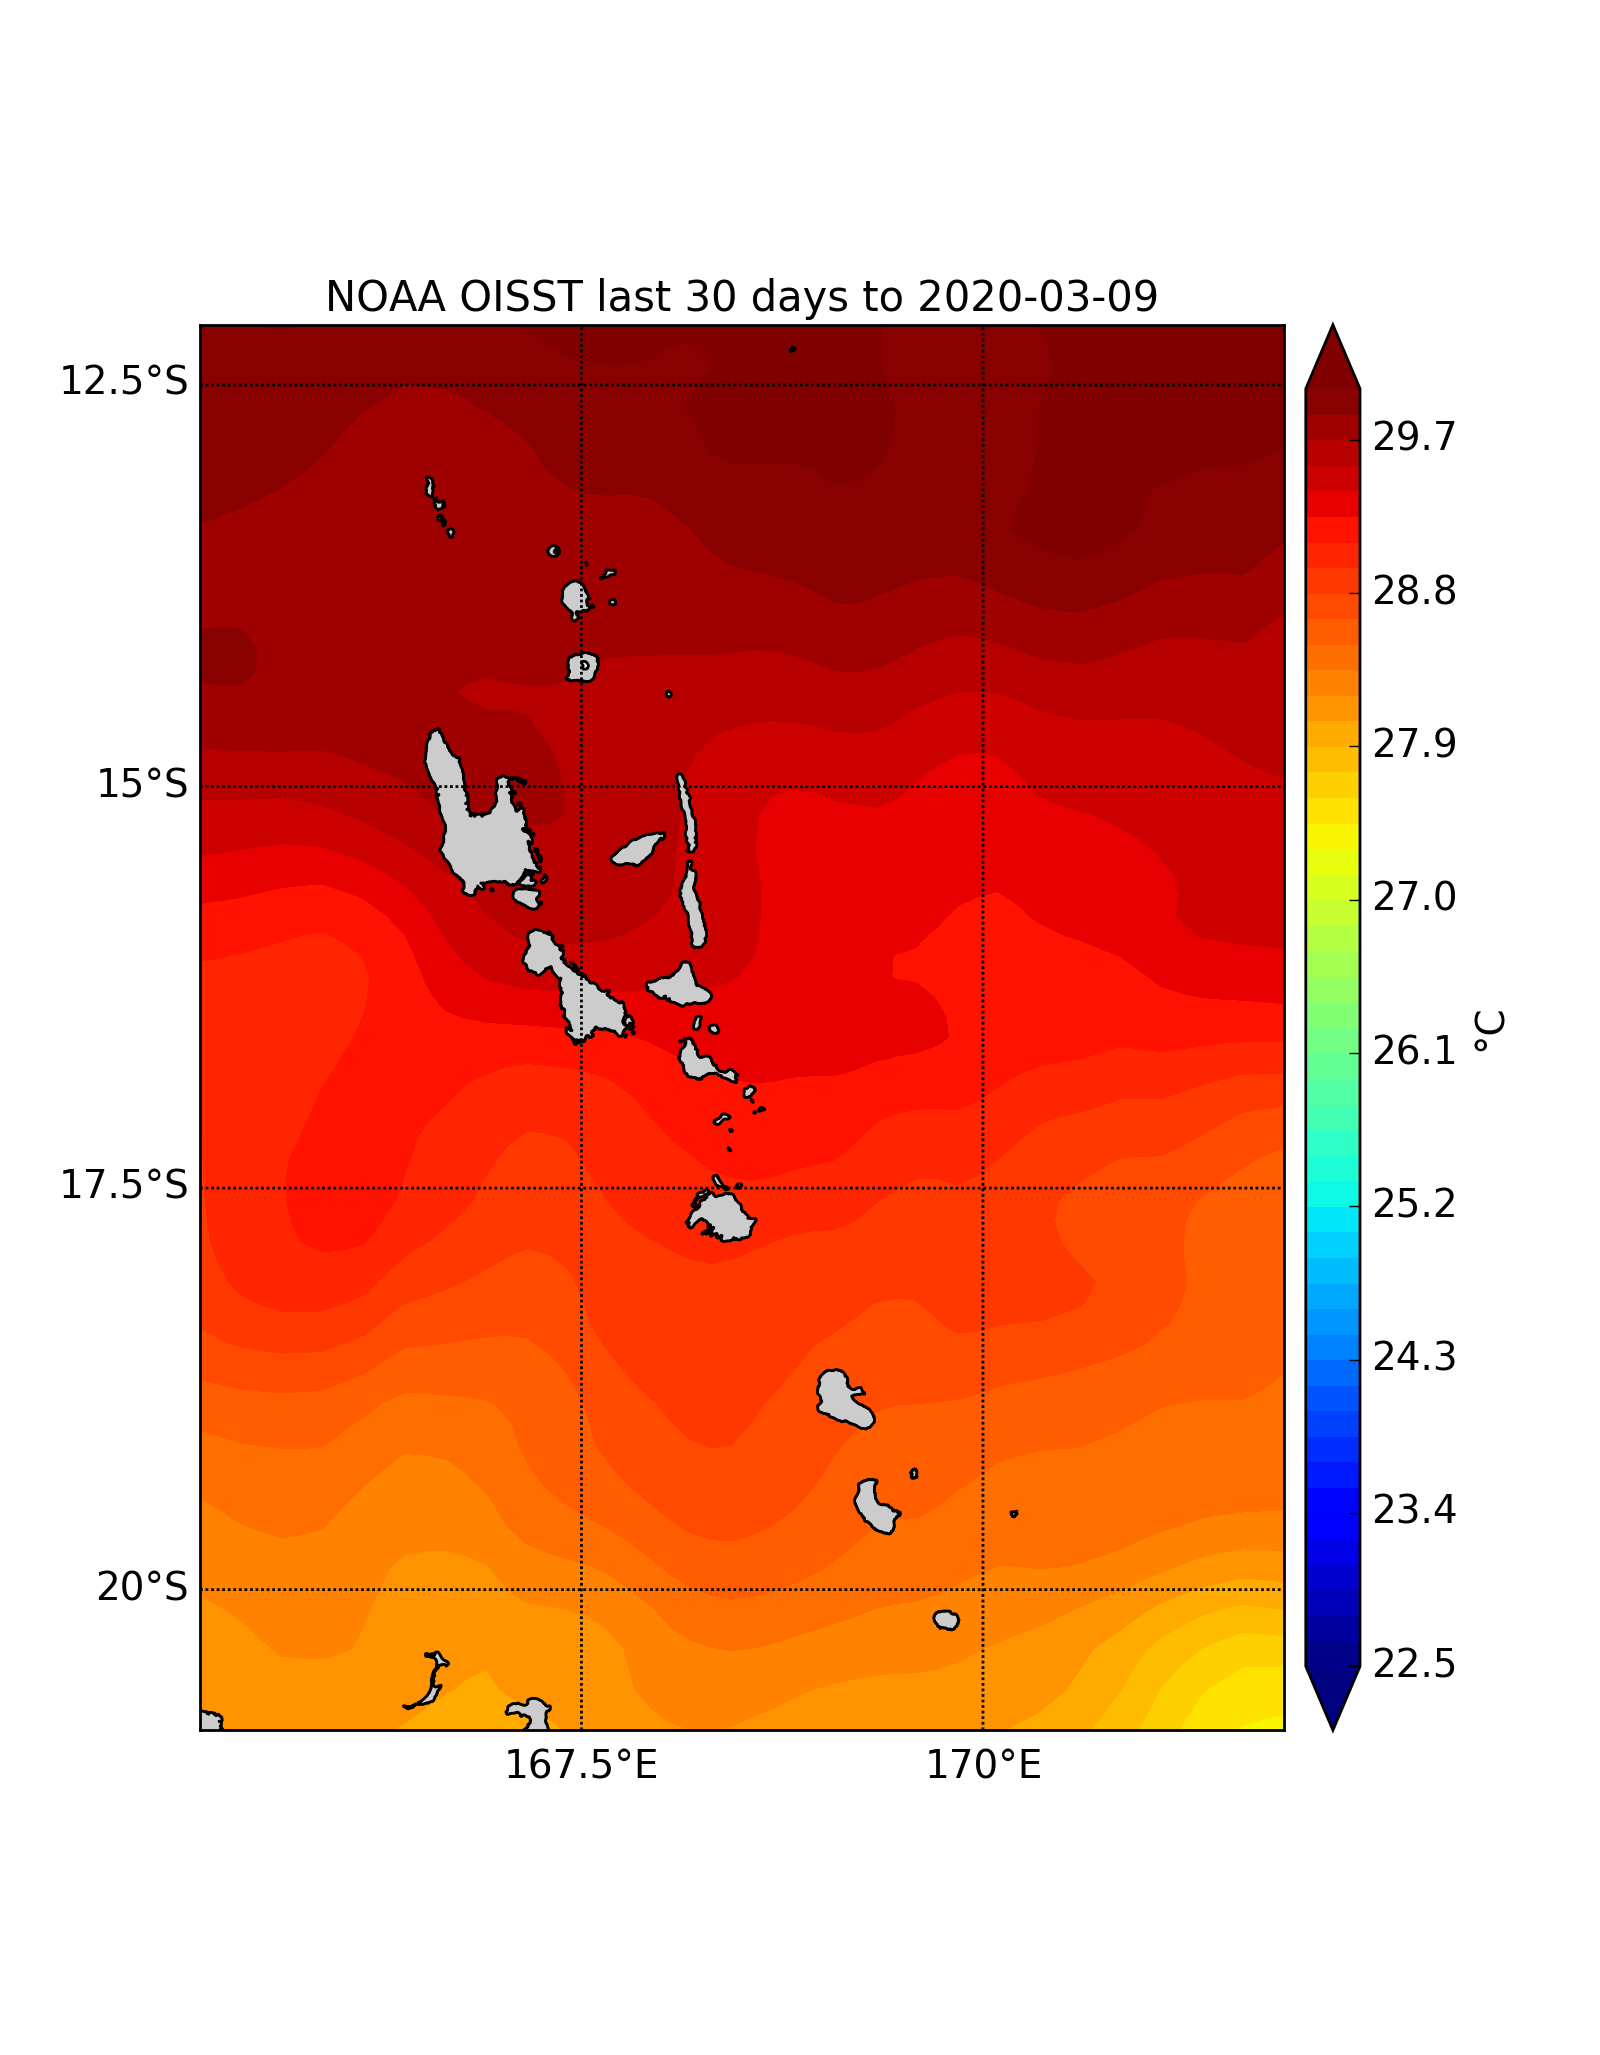 NOAA OISST last 30 days to 2020-03-09
12.5°S
15°S
17.5°S
20°S
167.5°E
170°E
29.7
28.8
27.9
27.0
26.1
25.2
24.3
23.4
22.5
°C